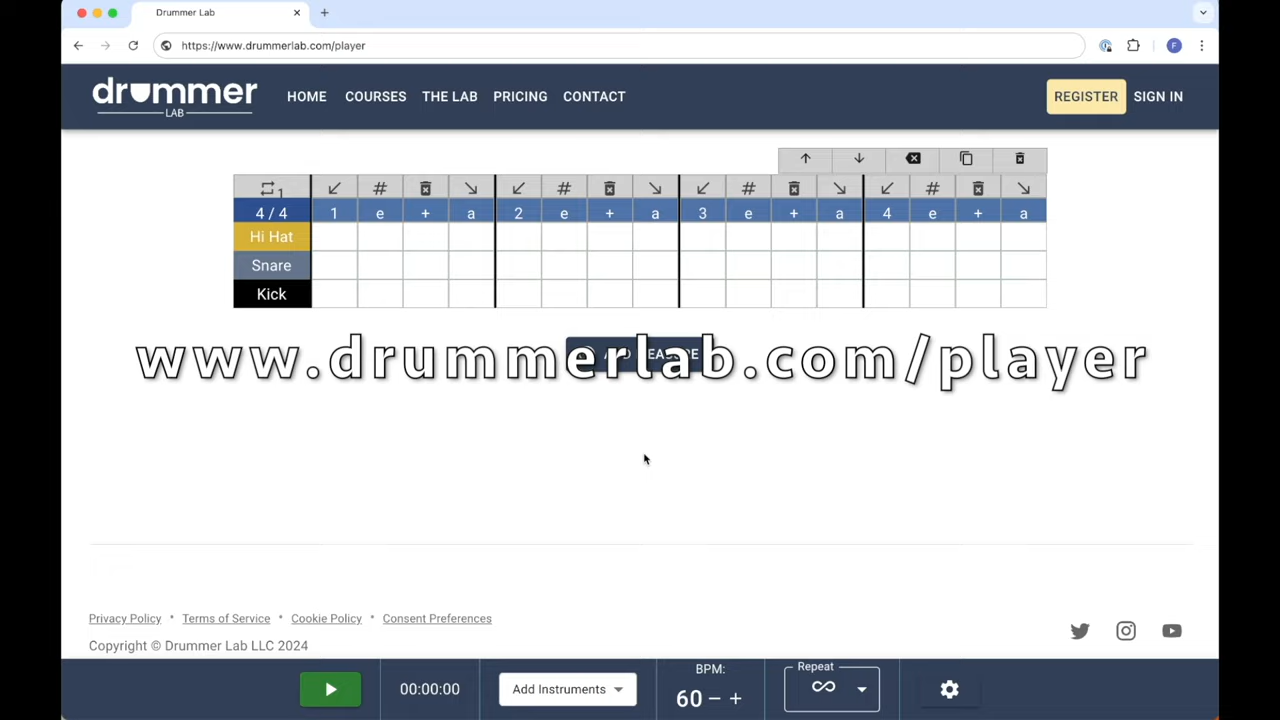 Drummer Lab
https://www.drummerlab.com/player
drummer
LAB
HOME COURSES THE LAB PRICING CONTACT REGISTER SIGN IN
1
4 / 4 1 e + a 2 e + a 3 e + a 4 e + a
Hi Hat
Snare
Kick
www.drummerlab.com/player
Privacy Policy • Terms of Service • Cookie Policy • Consent Preferences
Copyright © Drummer Lab LLC 2024
00:00:00
Add Instruments
BPM:
60 − +
Repeat
∞